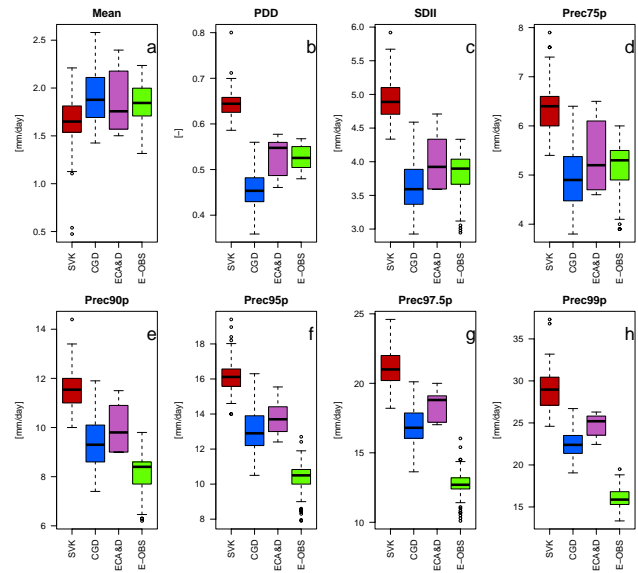 Mean
PDD
SDII
Prec75p
a
b
c
d
[mm/day]
[−]
[mm/day]
[mm/day]
2.5
2.0
1.5
1.0
0.5
0.8
0.7
0.6
0.5
0.4
6.0
5.5
5.0
4.5
4.0
3.5
3.0
8
7
6
5
4
SVK
CGD
ECA&D
E−OBS
SVK
CGD
ECA&D
E−OBS
SVK
CGD
ECA&D
E−OBS
SVK
CGD
ECA&D
E−OBS
Prec90p
Prec95p
Prec97.5p
Prec99p
e
f
g
h
[mm/day]
[mm/day]
[mm/day]
[mm/day]
14
12
10
8
6
18
16
14
12
10
8
25
20
15
10
35
30
25
20
15
SVK
CGD
ECA&D
E−OBS
SVK
CGD
ECA&D
E−OBS
SVK
CGD
ECA&D
E−OBS
SVK
CGD
ECA&D
E−OBS